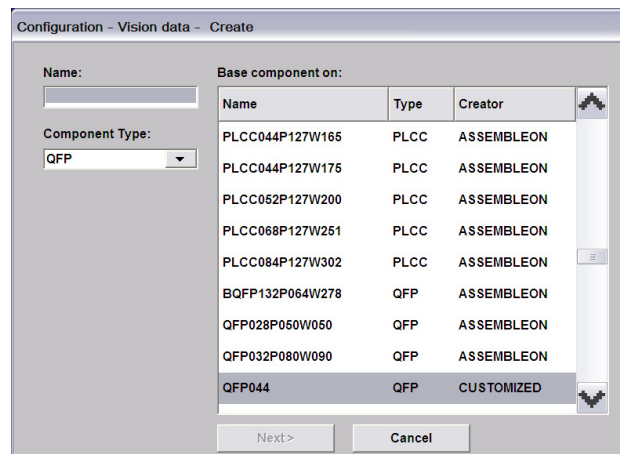 Configuration - Vision data - Create
Name:
Base component on:
Component Type:
QFP
Name Type Creator
PLCC044P127W165 PLCC ASSEMBLEON
PLCC044P127W175 PLCC ASSEMBLEON
PLCC052P127W200 PLCC ASSEMBLEON
PLCC068P127W251 PLCC ASSEMBLEON
PLCC084P127W302 PLCC ASSEMBLEON
BQFP132P064W278 QFP ASSEMBLEON
QFP028P050W050 QFP ASSEMBLEON
QFP032P080W090 QFP ASSEMBLEON
QFP044 QFP CUSTOMIZED
Next> Cancel